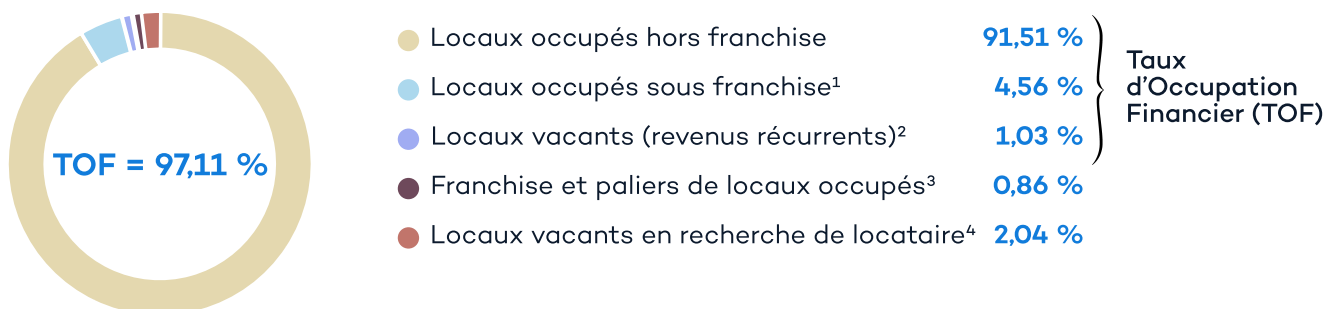 TOF = 97,11 %
Locaux occupés hors franchise 91,51 %
Locaux occupés sous franchise¹ 4,56 %
Locaux vacants (revenus récurrents)² 1,03 %
Franchise et paliers de locaux occupés³ 0,86 %
Locaux vacants en recherche de locataire⁴ 2,04 %
Taux
d’Occupation
Financier (TOF)